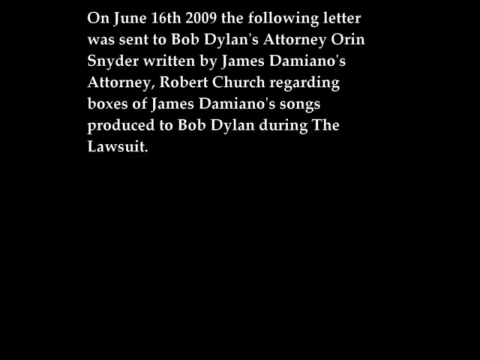 On June 16th 2009 the following letter
was sent to Bob Dylan's Attorney Orin
Snyder written by James Damiano's
Attorney, Robert Church regarding
boxes of James Damiano's songs
produced to Bob Dylan during The
Lawsuit.